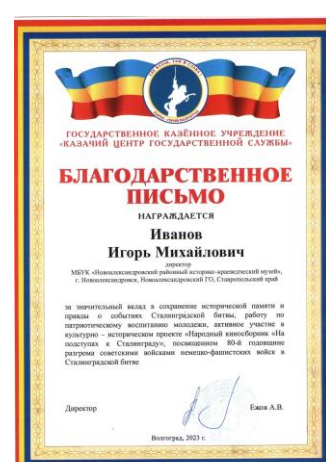 ГОСУДАРСТВЕННОЕ КАЗЁННОЕ УЧРЕЖДЕНИЕ
«КАЗАЧИЙ ЦЕНТР ГОСУДАРСТВЕННОЙ СЛУЖБЫ»
БЛАГОДАРСТВЕННОЕ
ПИСЬМО
НАГРАЖДАЕТСЯ
Иванов
Игорь Михайлович
директор
МБУК «Новоалександровский районный историко-краеведческий музей»,
г. Новоалександровск, Новоалександровский ГО, Ставропольский край
за значительный вклад в сохранение исторической памяти и
правды о событиях Сталинградской битвы, работу по
патриотическому воспитанию молодежи, активное участие в
культурно – историческом проекте «Народный киносборник «На
подступах к Сталинграду», посвященном 80-й годовщине
разгрома советскими войсками немецко-фашистских войск в
Сталинградской битве
Директор
Ежов А.В.
Волгоград, 2023 г.